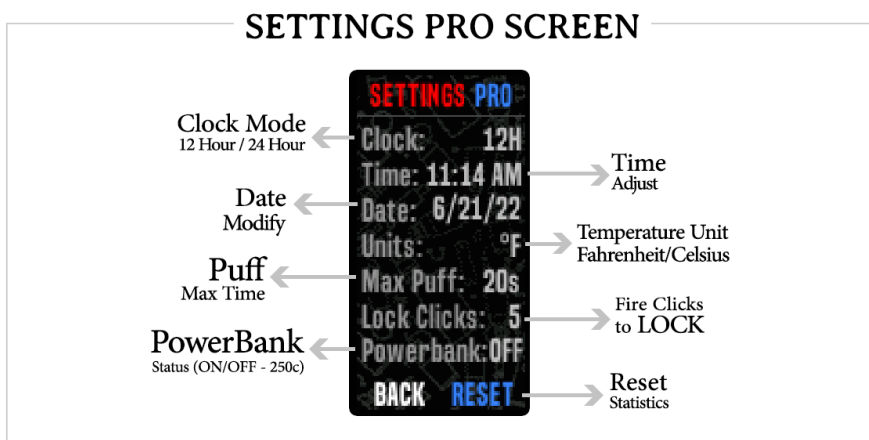 SETTINGS PRO SCREEN
SETTINGS PRO
Clock: 12H
Time: 11:14 AM
Date: 6/21/22
Units: °F
Max Puff: 20s
Lock Clicks: 5
Powerbank:OFF
BACK RESET
Clock Mode
12 Hour / 24 Hour
Date
Modify
Puff
Max Time
PowerBank
Status (ON/OFF - 250c)
Time
Adjust
Temperature Unit
Fahrenheit/Celsius
Fire Clicks
to LOCK
Reset
Statistics